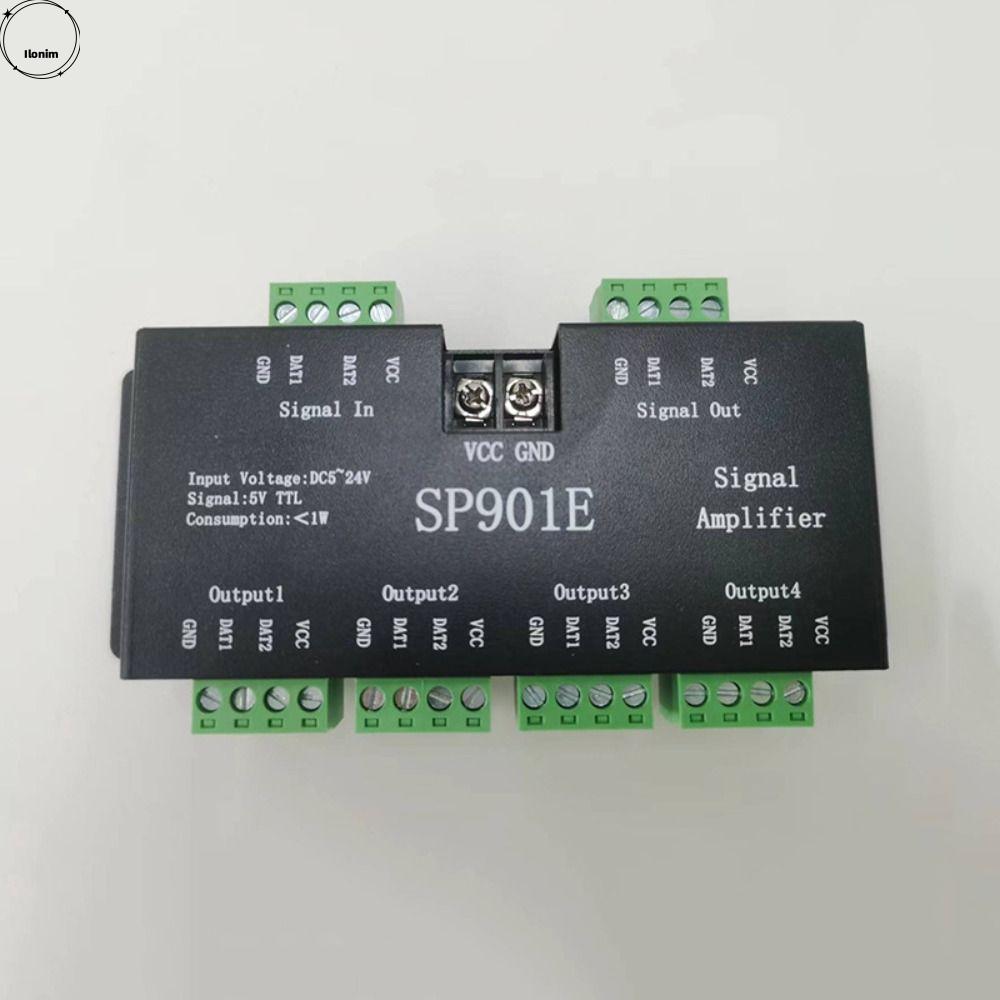 Ilonim
GND DAT1 DAT2 VCC
Signal In
GND DAT1 DAT2 VCC
Signal Out
VCC GND
Input Voltage:DC5~24V
Signal:5V TTL
Consumption:<1W
SP901E
Signal
Amplifier
Output1
GND DAT1 DAT2 VCC
Output2
GND DAT1 DAT2 VCC
Output3
GND DAT1 DAT2 VCC
Output4
GND DAT1 DAT2 VCC